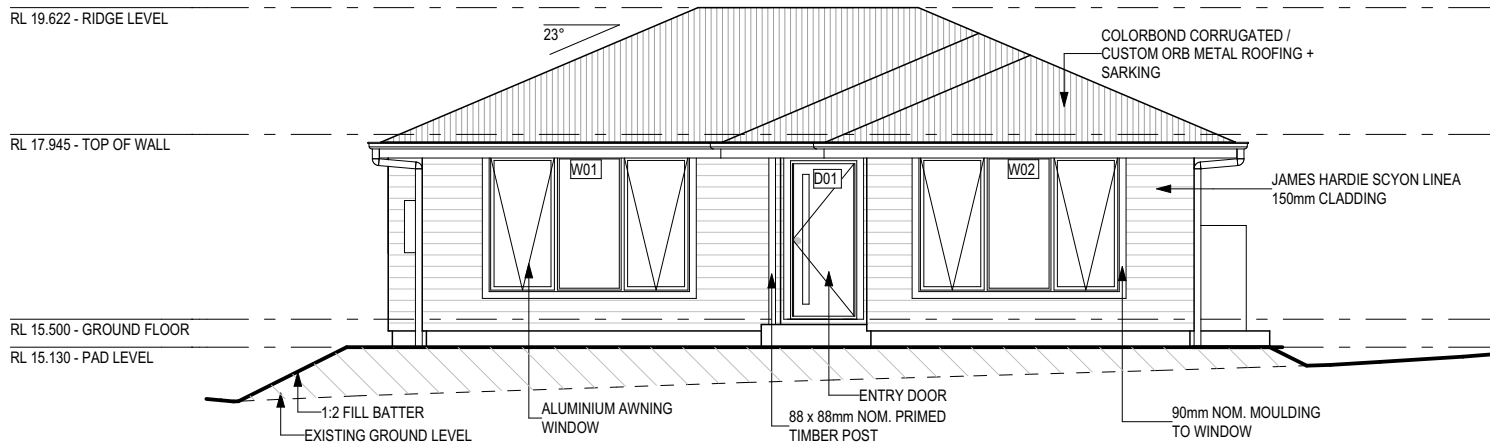 RL 19.622 - RIDGE LEVEL
23°
COLORBOND CORRUGATED /
CUSTOM ORB METAL ROOFING +
SARKING
RL 17.945 - TOP OF WALL
W01
D01
W02
JAMES HARDIE SCYON LINEA
150mm CLADDING
RL 15.500 - GROUND FLOOR
RL 15.130 - PAD LEVEL
1:2 FILL BATTER
EXISTING GROUND LEVEL
ALUMINIUM AWNING
WINDOW
ENTRY DOOR
88 x 88mm NOM. PRIMED
TIMBER POST
90mm NOM. MOULDING
TO WINDOW